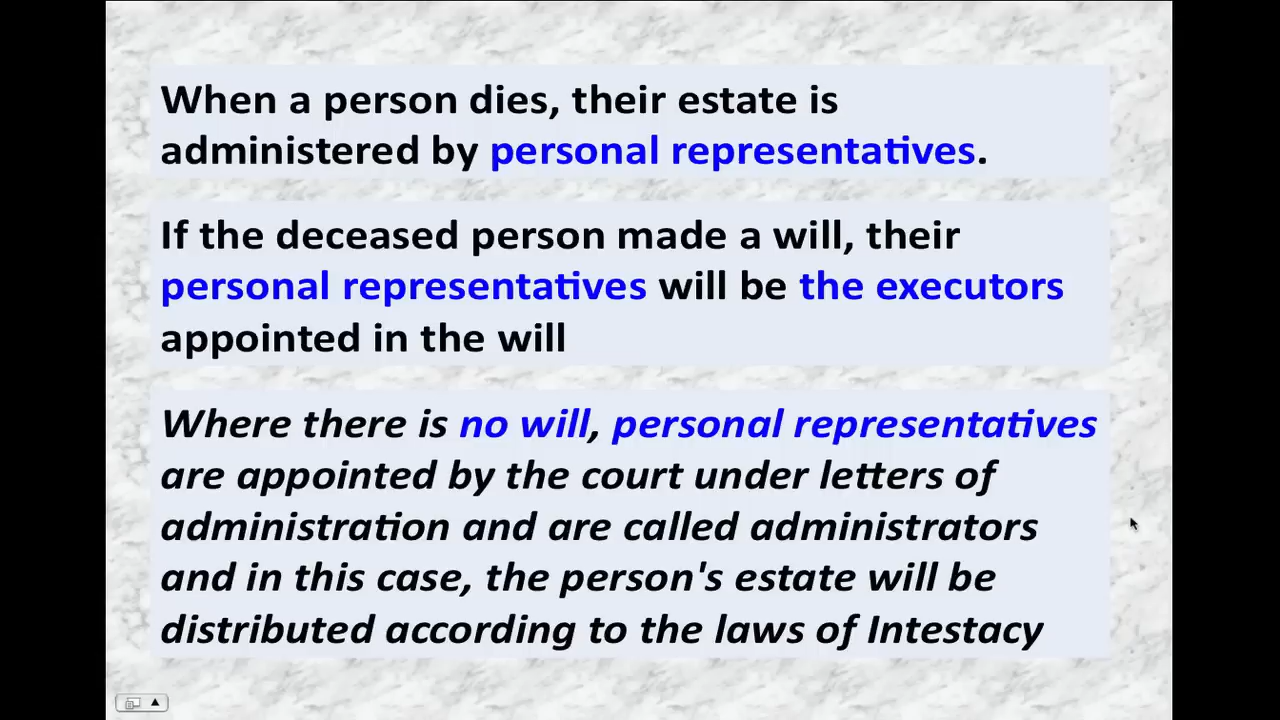 When a person dies, their estate is
administered by personal representatives.
If the deceased person made a will, their
personal representatives will be the executors
appointed in the will
Where there is no will, personal representatives
are appointed by the court under letters of
administration and are called administrators
and in this case, the person's estate will be
distributed according to the laws of Intestacy